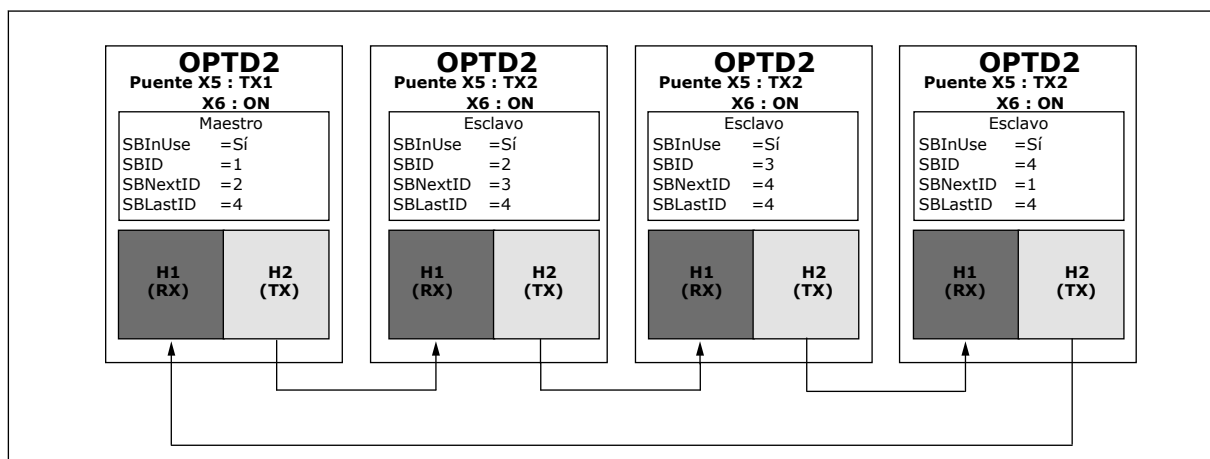 OPTD2
Puente X5 : TX1
X6 : ON
Maestro
SBInUse =Sí
SBID =1
SBNextID =2
SBLastID =4
H1
(RX)
H2
(TX)
OPTD2
Puente X5 : TX2
X6 : ON
Esclavo
SBInUse =Sí
SBID =2
SBNextID =3
SBLastID =4
H1
(RX)
H2
(TX)
OPTD2
Puente X5 : TX2
X6 : ON
Esclavo
SBInUse =Sí
SBID =3
SBNextID =4
SBLastID =4
H1
(RX)
H2
(TX)
OPTD2
Puente X5 : TX2
X6 : ON
Esclavo
SBInUse =Sí
SBID =4
SBNextID =1
SBLastID =4
H1
(RX)
H2
(TX)